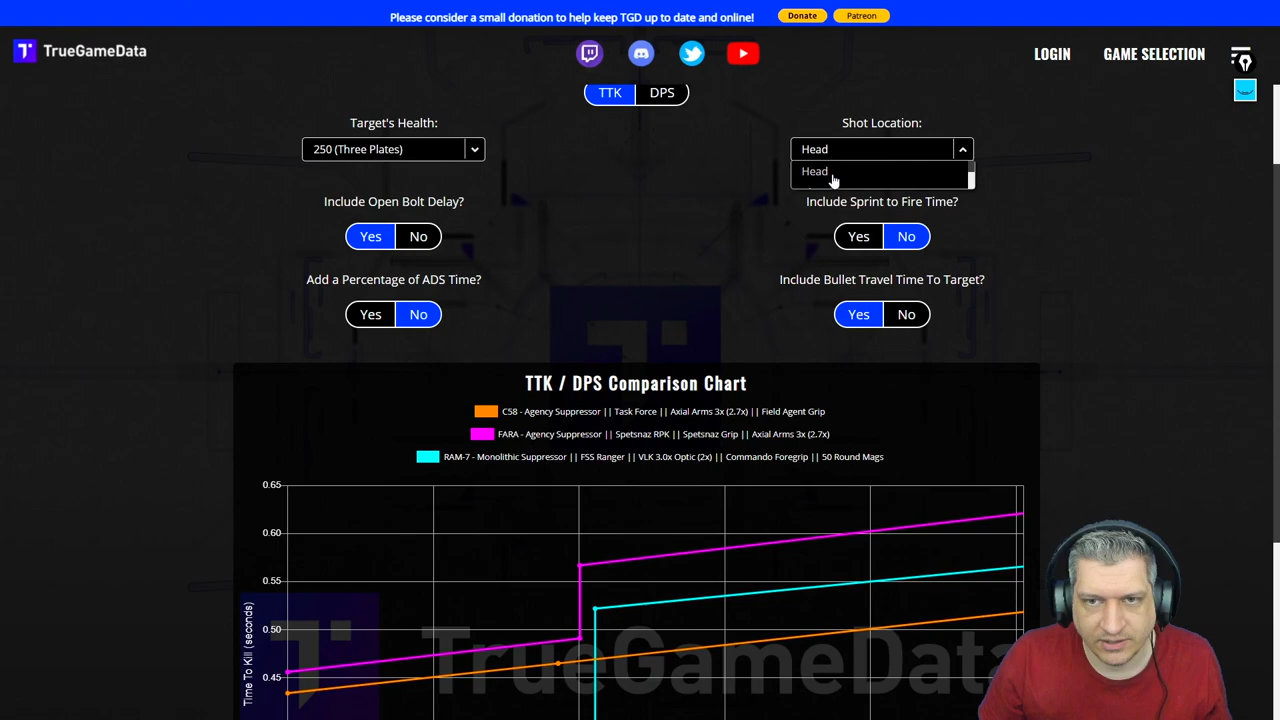 Please consider a small donation to help keep TGD up to date and online!
Donate
Patreon
TrueGameData
LOGIN
GAME SELECTION
TTK
DPS
Target's Health:
Shot Location:
250 (Three Plates)
Head
Head
Include Open Bolt Delay?
Include Sprint to Fire Time?
Yes No
Yes No
Add a Percentage of ADS Time?
Include Bullet Travel Time To Target?
Yes No
Yes No
TTK / DPS Comparison Chart
C58 - Agency Suppressor || Task Force || Axial Arms 3x (2.7x) || Field Agent Grip
FARA - Agency Suppressor || Spetsnaz RPK || Spetsnaz Grip || Axial Arms 3x (2.7x)
RAM-7 - Monolithic Suppressor || FSS Ranger || VLK 3.0x Optic (2x) || Commando Foregrip || 50 Round Mags
0.65
0.60
0.55
0.50
0.45
Time To Kill (seconds)
TrueGameData